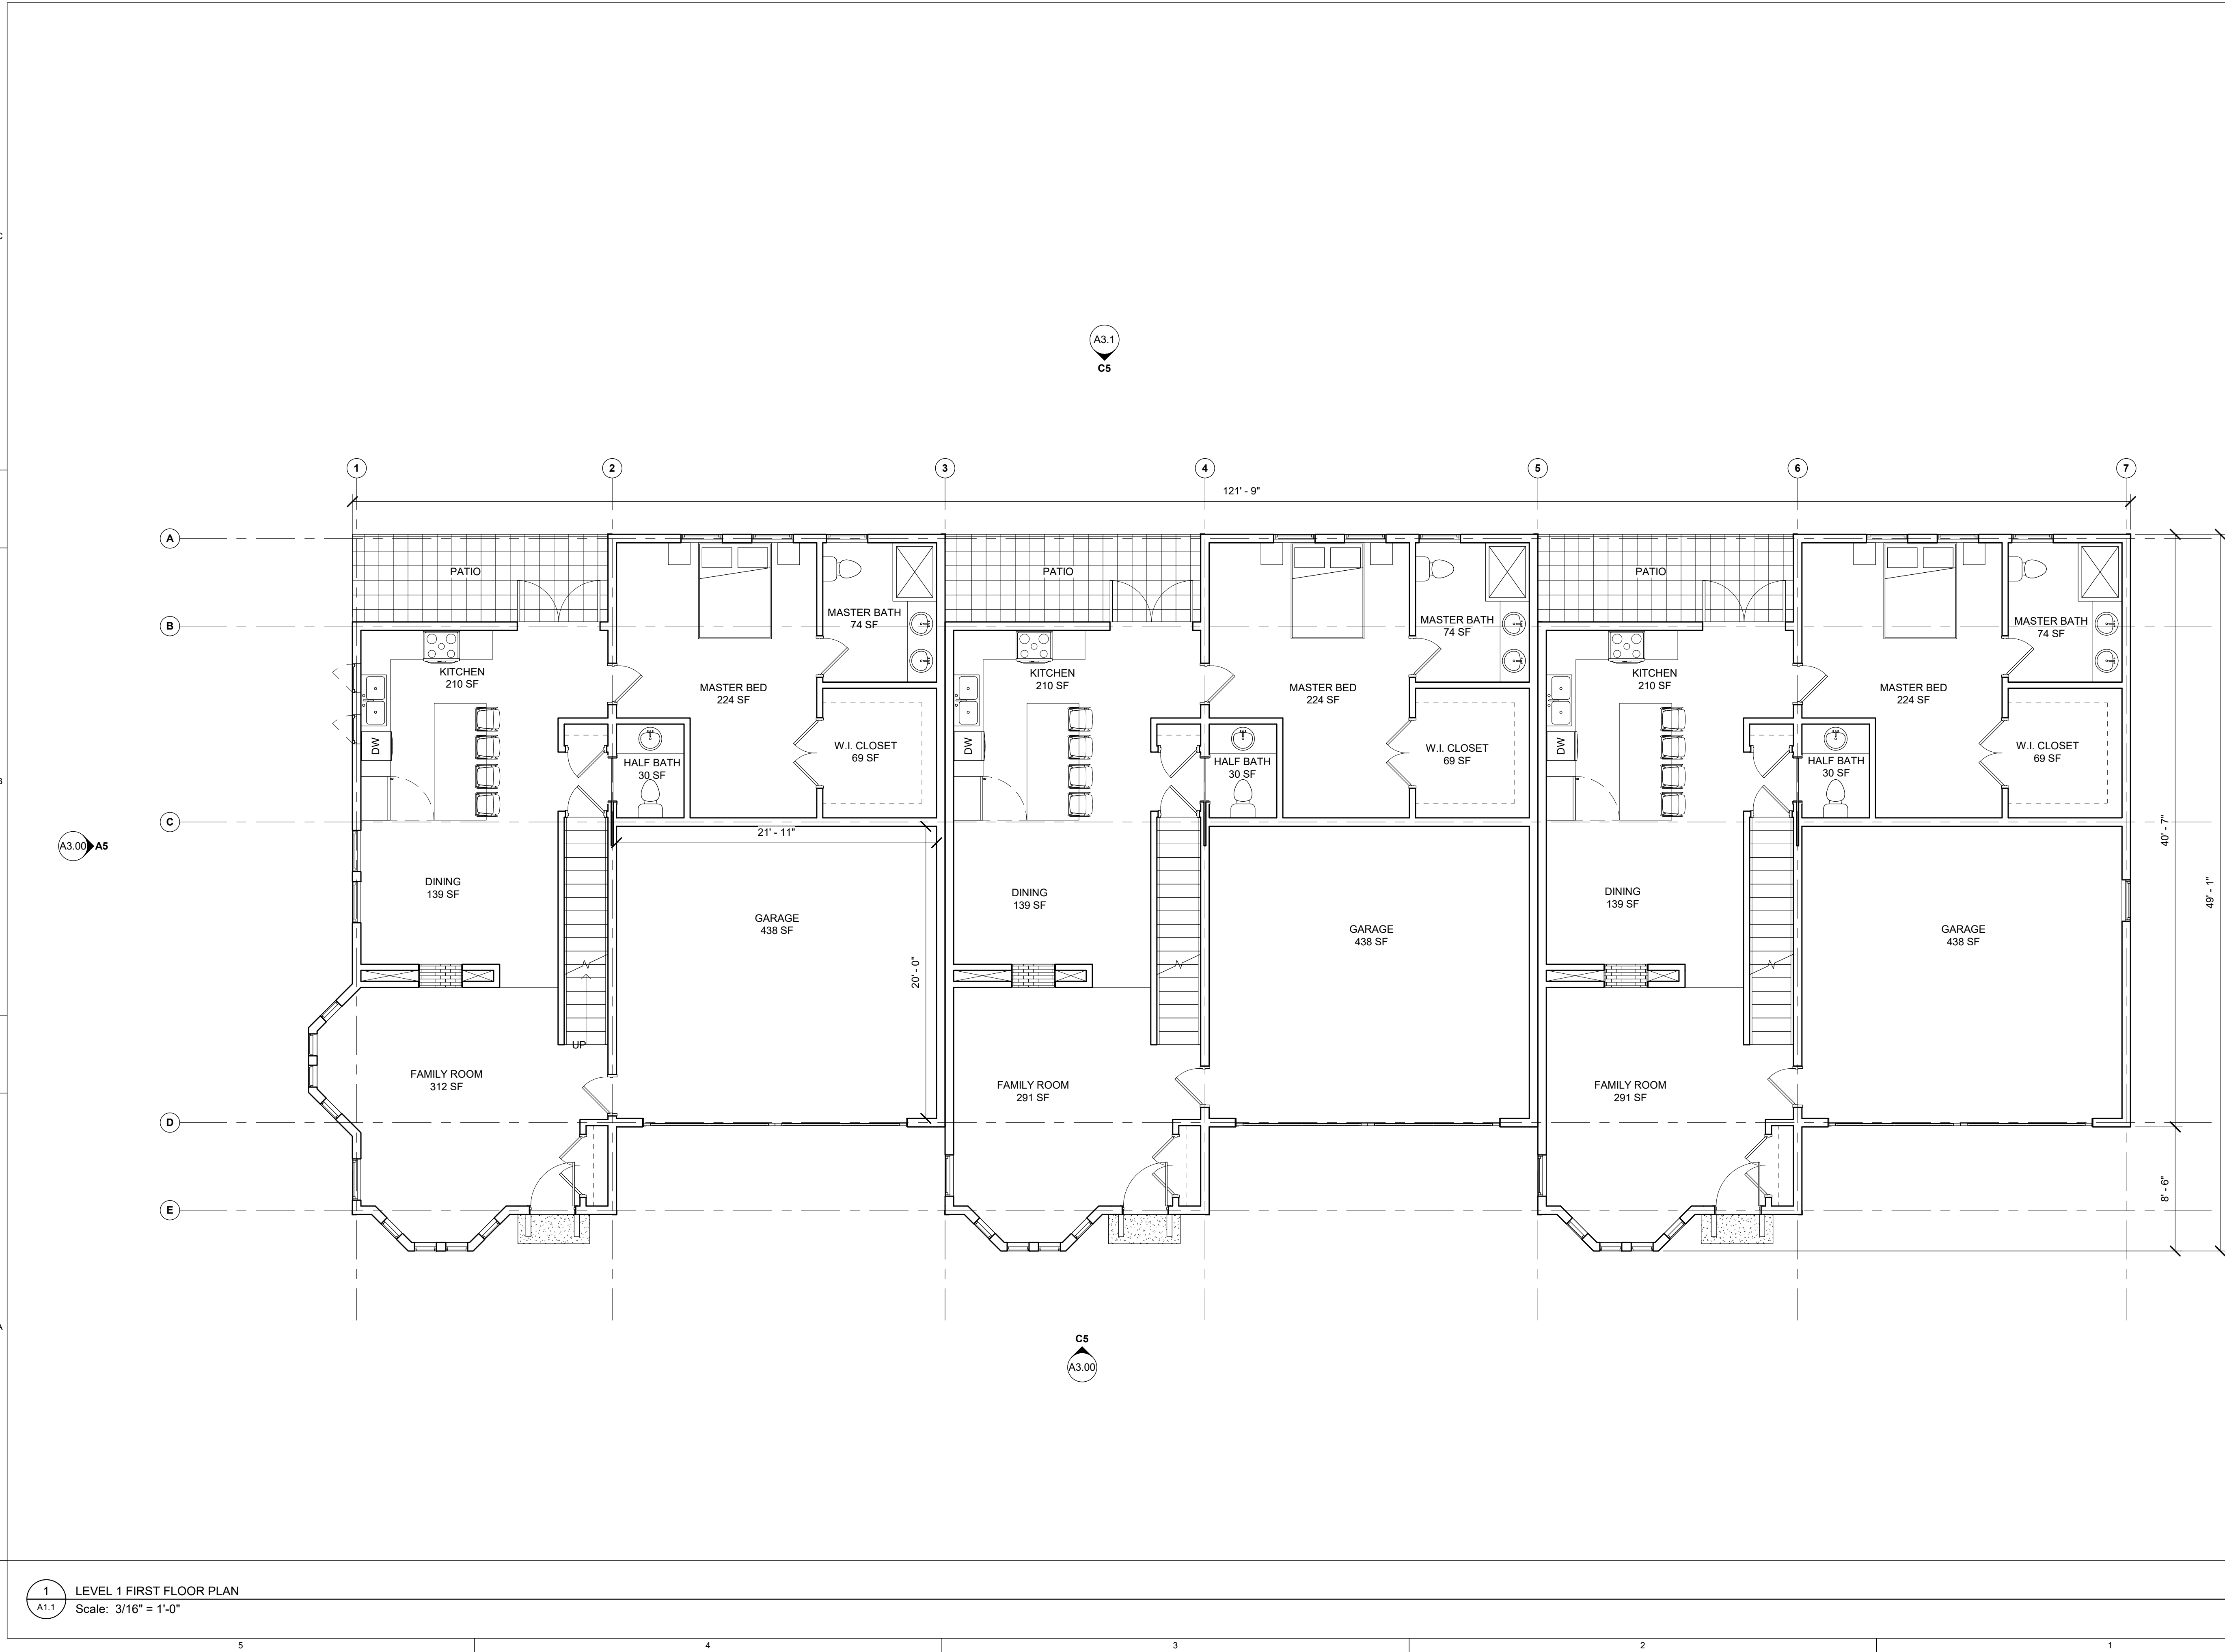 A3.1
C5
1
2
3
4
5
6
7
121' - 9"
A
B
C
D
E
PATIO
PATIO
PATIO
MASTER BATH
74 SF
MASTER BATH
74 SF
MASTER BATH
74 SF
KITCHEN
210 SF
KITCHEN
210 SF
KITCHEN
210 SF
MASTER BED
224 SF
MASTER BED
224 SF
MASTER BED
224 SF
DW
DW
DW
W.I. CLOSET
69 SF
W.I. CLOSET
69 SF
W.I. CLOSET
69 SF
HALF BATH
30 SF
HALF BATH
30 SF
HALF BATH
30 SF
21' - 11"
40' - 7"
A3.00
A5
DINING
139 SF
DINING
139 SF
DINING
139 SF
49' - 1"
GARAGE
438 SF
GARAGE
438 SF
GARAGE
438 SF
20' - 0"
UP
FAMILY ROOM
312 SF
FAMILY ROOM
291 SF
FAMILY ROOM
291 SF
8' - 6"
C5
A3.00
1
A1.1
LEVEL 1 FIRST FLOOR PLAN
Scale: 3/16" = 1'-0"
5
4
3
2
1